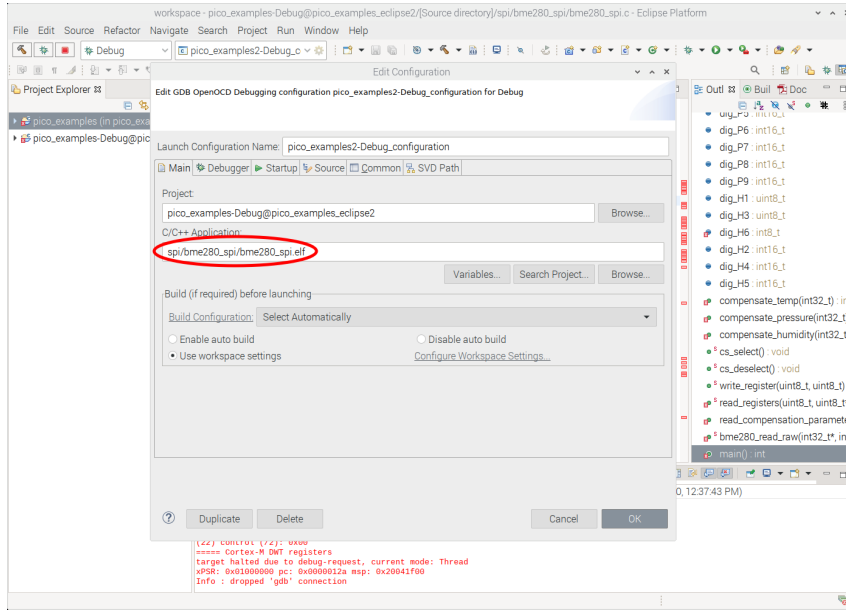 workspace - pico_examples-Debug@pico_examples_eclipse2/[Source directory]/spi/bme280_spi/bme280_spi.c - Eclipse Platform
File Edit Source Refactor Navigate Search Project Run Window Help
Debug
pico_examples2-Debug_c
Project Explorer
pico_examples (in pico_exa
pico_examples-Debug@pic
Edit Configuration
Edit GDB OpenOCD Debugging configuration pico_examples2-Debug_configuration for Debug
Launch Configuration Name: pico_examples2-Debug_configuration
Main Debugger Startup Source Common SVD Path
Project:
pico_examples-Debug@pico_examples_eclipse2
Browse...
C/C++ Application:
spi/bme280_spi/bme280_spi.elf
Variables... Search Project... Browse...
Build (if required) before launching
Build Configuration: Select Automatically
Enable auto build Disable auto build
Use workspace settings Configure Workspace Settings...
Duplicate Delete Cancel OK
Outl Buil Doc
dig_P5 : int16_t
dig_P6 : int16_t
dig_P7 : int16_t
dig_P8 : int16_t
dig_P9 : int16_t
dig_H1 : uint8_t
dig_H3 : uint8_t
dig_H6 : int8_t
dig_H2 : int16_t
dig_H4 : int16_t
dig_H5 : int16_t
compensate_temp(int32_t) : in
compensate_pressure(int32_t
compensate_humidity(int32_t
S cs_select() : void
S cs_deselect() : void
S write_register(uint8_t, uint8_t)
S read_registers(uint8_t, uint8_t*
read_compensation_paramete
S bme280_read_raw(int32_t*, in
main() : int
0, 12:37:43 PM)
(22) control (/2): 0x00
===== Cortex-M DWT registers
target halted due to debug-request, current mode: Thread
xPSR: 0x01000000 pc: 0x0000012a msp: 0x20041f00
Info : dropped 'gdb' connection